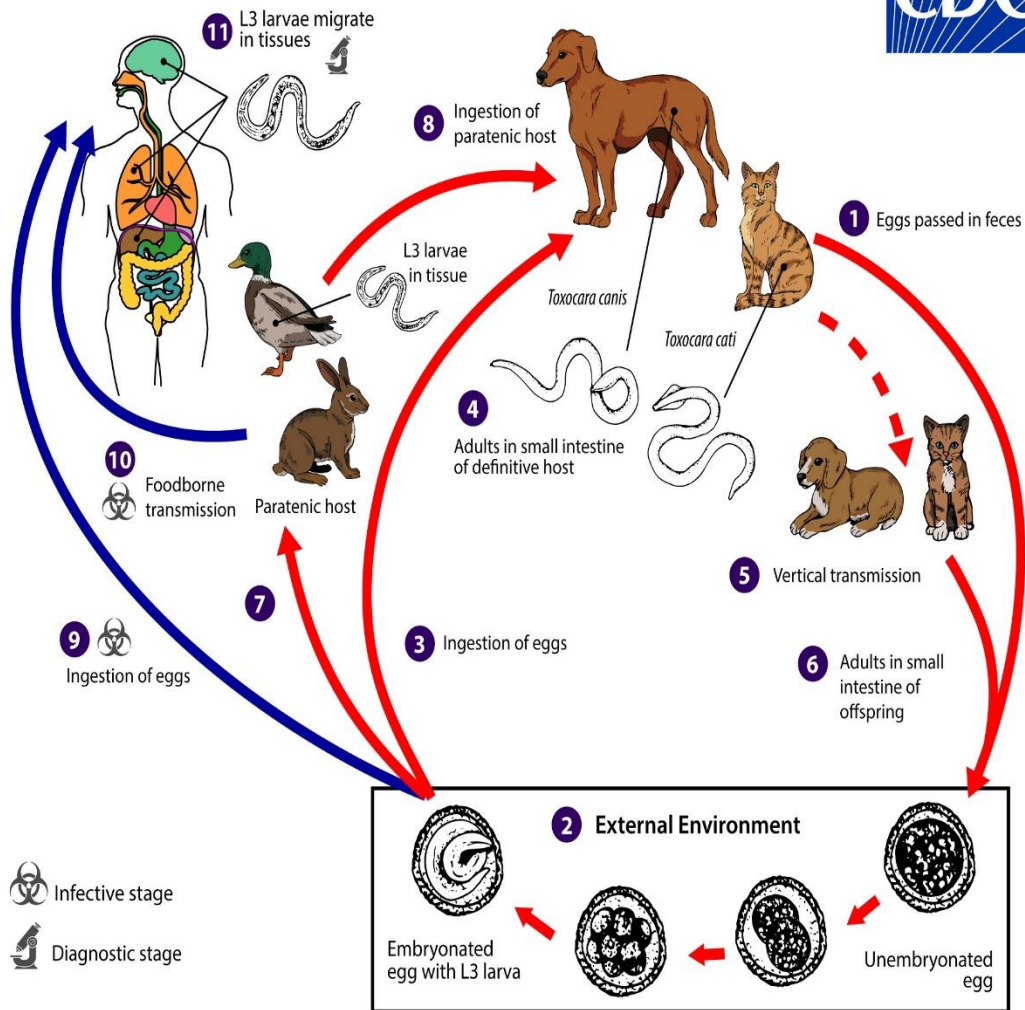 CDC
11 L3 larvae migrate
in tissues
8 Ingestion of
paratenic host
1 Eggs passed in feces
L3 larvae
in tissue
Toxocara canis
Toxocara cati
4
Adults in small intestine
of definitive host
10
Foodborne
transmission
Paratenic host
5 Vertical transmission
7
9
Ingestion of eggs
3 Ingestion of eggs
6 Adults in small
intestine of
offspring
2 External Environment
Infective stage
Diagnostic stage
Embryonated
egg with L3 larva
Unembryonated
egg